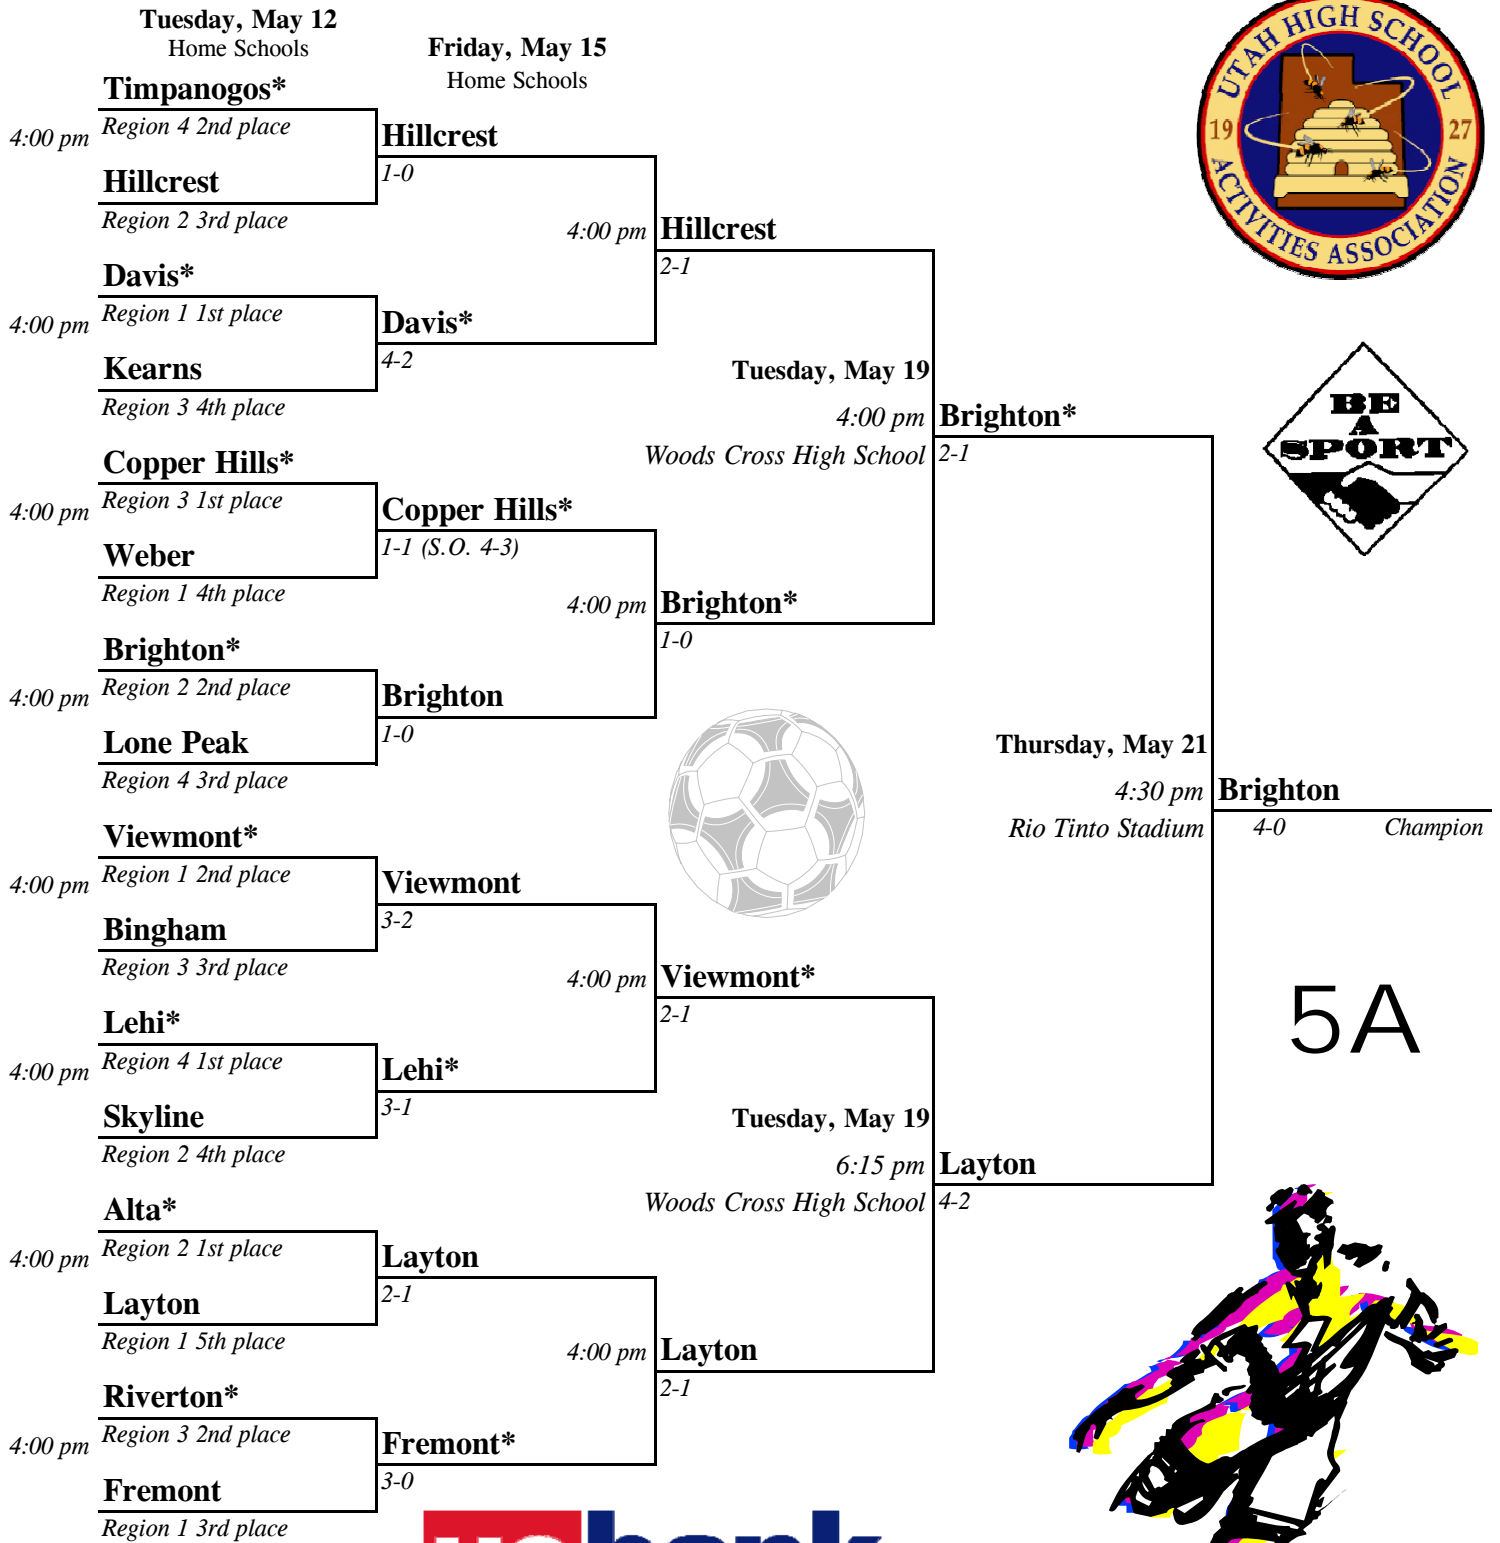 Tuesday, May 12
Home Schools
Friday, May 15
Home Schools
UTAH HIGH SCHOOL
19 27
ACTIVITIES ASSOCIATION
Timpanogos*
4:00 pm
Region 4 2nd place
Hillcrest
1-0
Hillcrest
Region 2 3rd place
4:00 pm
Hillcrest
2-1
Davis*
4:00 pm
Region 1 1st place
Davis*
4-2
Kearns
Region 3 4th place
Tuesday, May 19
4:00 pm
Woods Cross High School
Brighton*
2-1
BE
A
SPORT
Copper Hills*
4:00 pm
Region 3 1st place
Copper Hills*
1-1 (S.O. 4-3)
Weber
Region 1 4th place
4:00 pm
Brighton*
1-0
Brighton*
4:00 pm
Region 2 2nd place
Brighton
1-0
Lone Peak
Region 4 3rd place
Thursday, May 21
4:30 pm
Rio Tinto Stadium
Brighton
4-0 Champion
Viewmont*
4:00 pm
Region 1 2nd place
Viewmont
3-2
Bingham
Region 3 3rd place
4:00 pm
Viewmont*
2-1
5A
Lehi*
4:00 pm
Region 4 1st place
Lehi*
3-1
Skyline
Region 2 4th place
Tuesday, May 19
6:15 pm
Woods Cross High School
Layton
4-2
Alta*
4:00 pm
Region 2 1st place
Layton
2-1
Layton
Region 1 5th place
4:00 pm
Layton
2-1
Riverton*
4:00 pm
Region 3 2nd place
Fremont*
3-0
Fremont
Region 1 3rd place